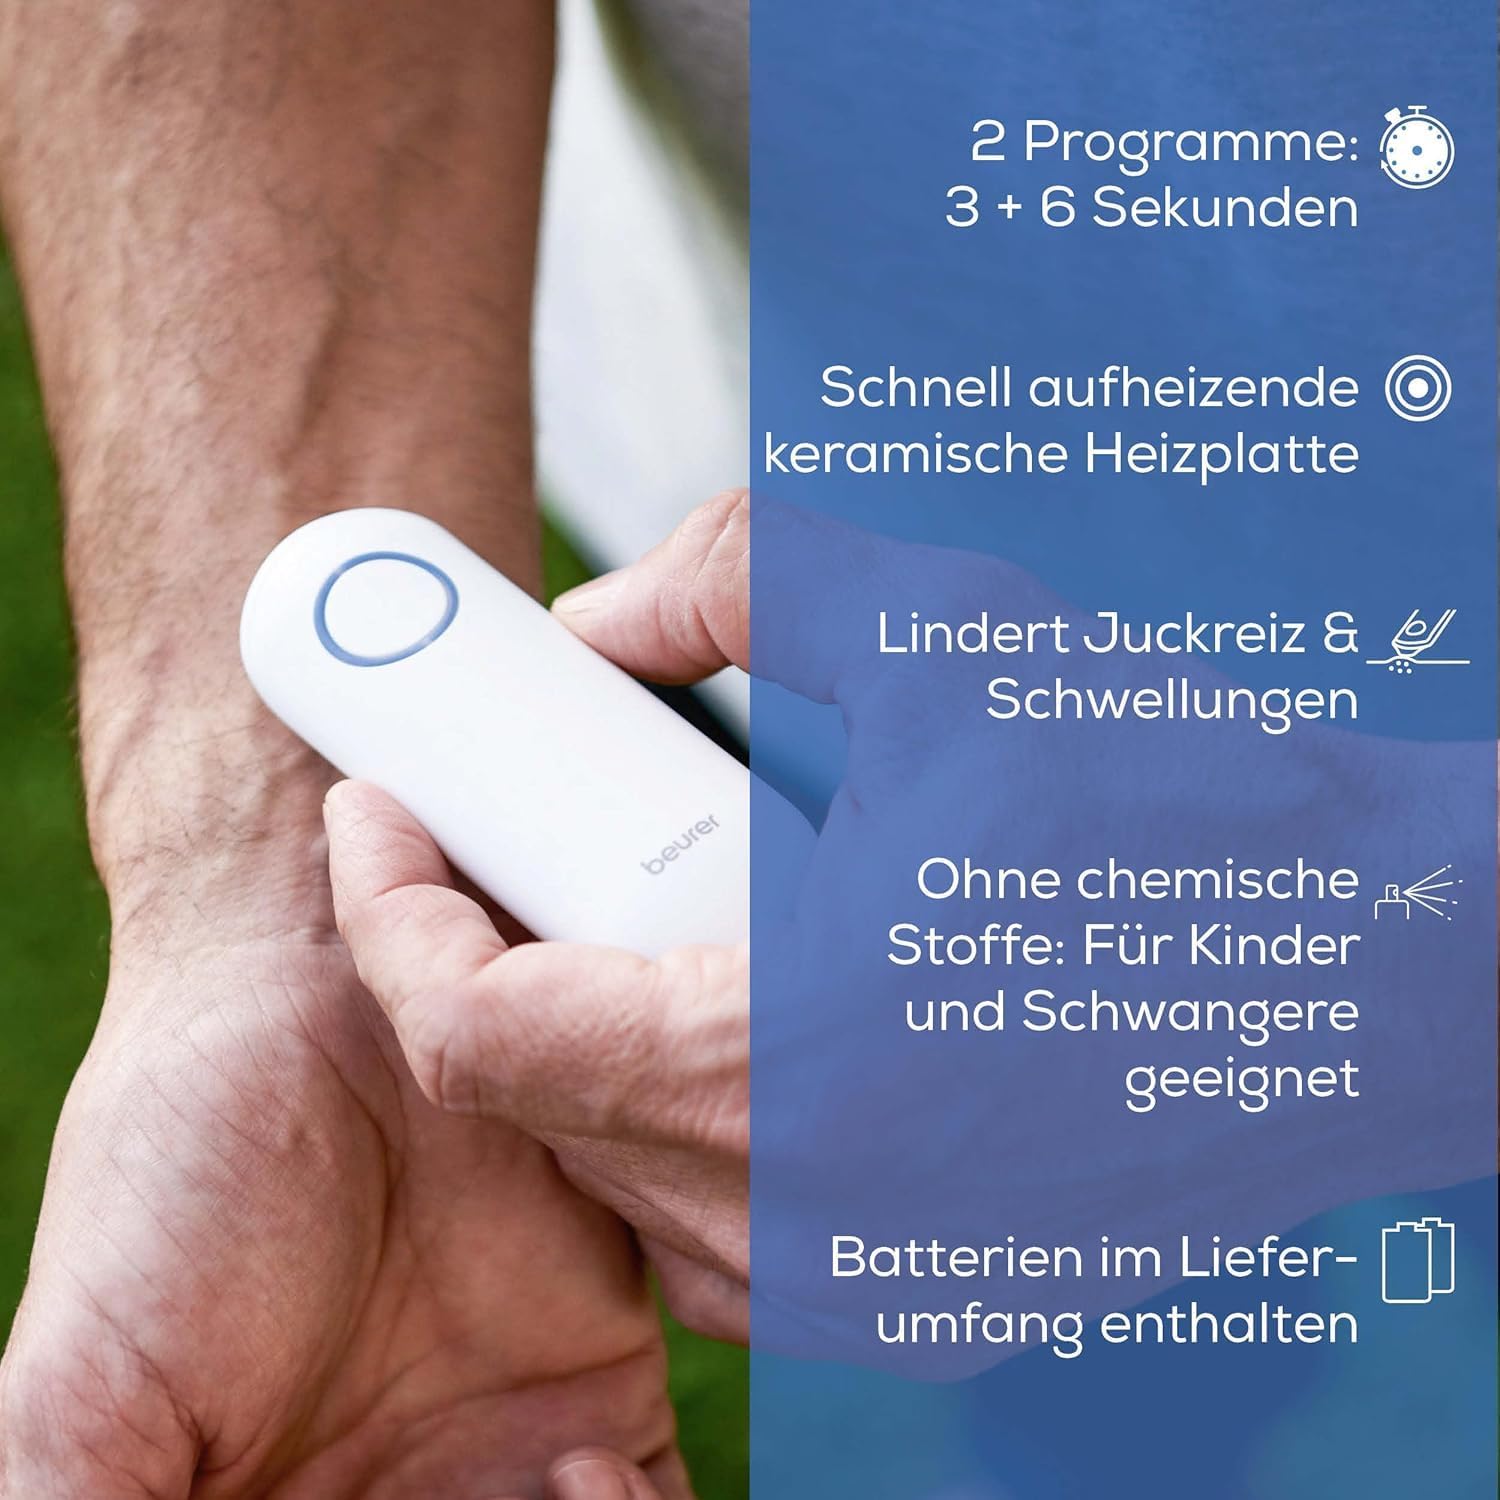 2 Programme:
3 + 6 Sekunden
Schnell aufheizende
keramische Heizplatte
Lindert Juckreiz &
Schwellungen
Ohne chemische
Stoffe: Für Kinder
und Schwangere
geeignet
Batterien im Liefer-
umfang enthalten
beurer